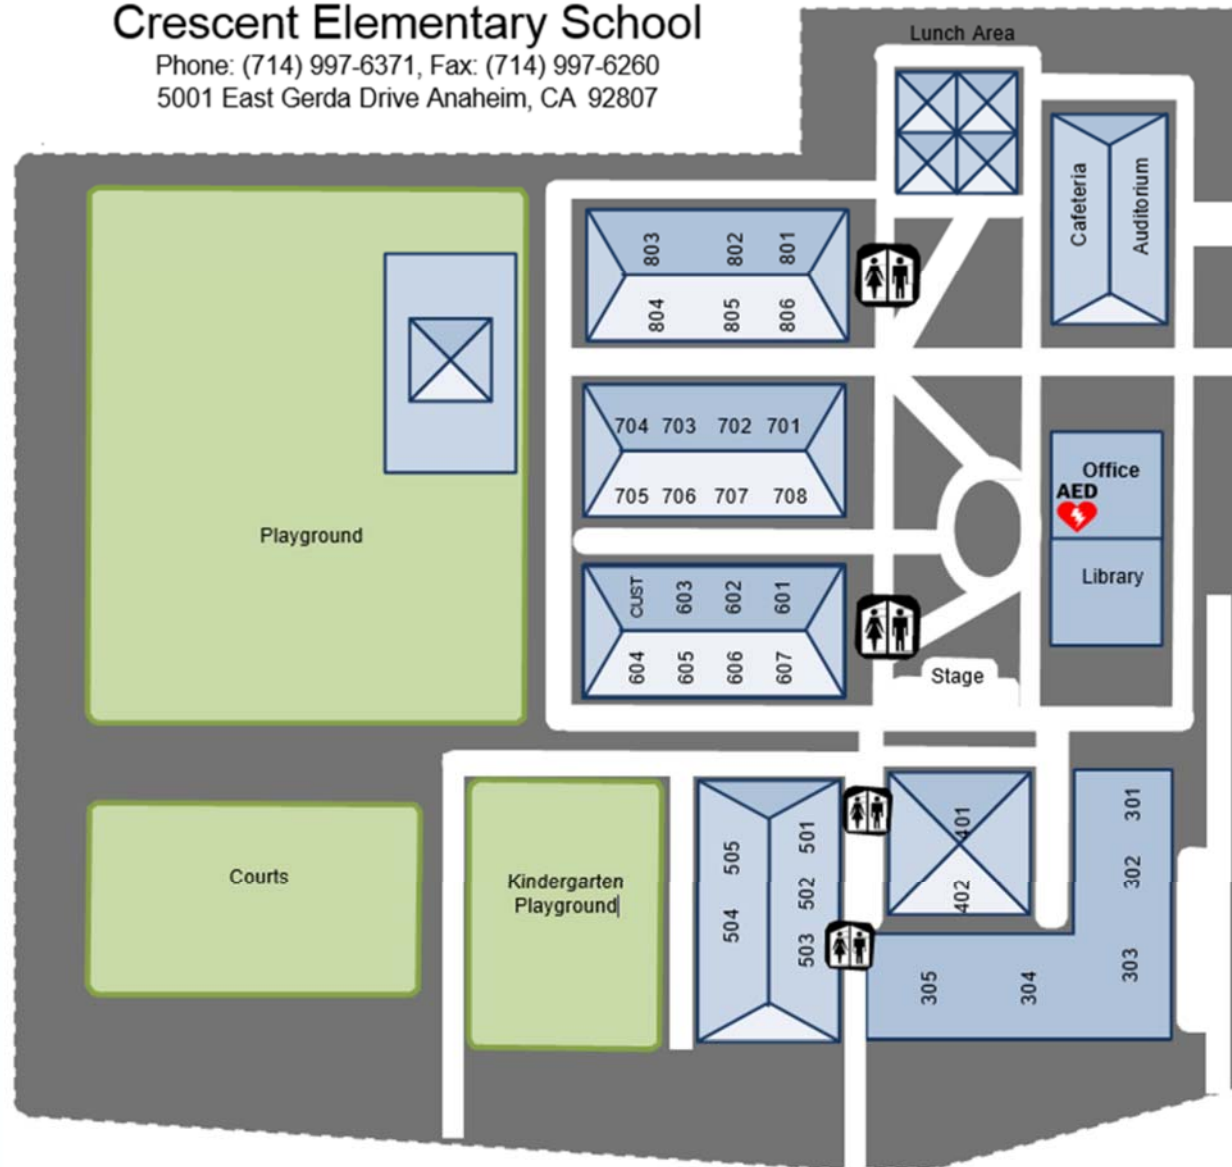 Crescent Elementary School
Phone: (714) 997-6371, Fax: (714) 997-6260
5001 East Gerda Drive Anaheim, CA 92807
Lunch Area
Cafeteria
Auditorium
803 802 801
804 805 806
704 703 702 701
705 706 707 708
Office
AED
Library
Playground
CUST 603 602 601
604 605 606 607
Stage
Courts
Kindergarten
Playground
505
504
501
502
503
401
402
301
302
303
304
305